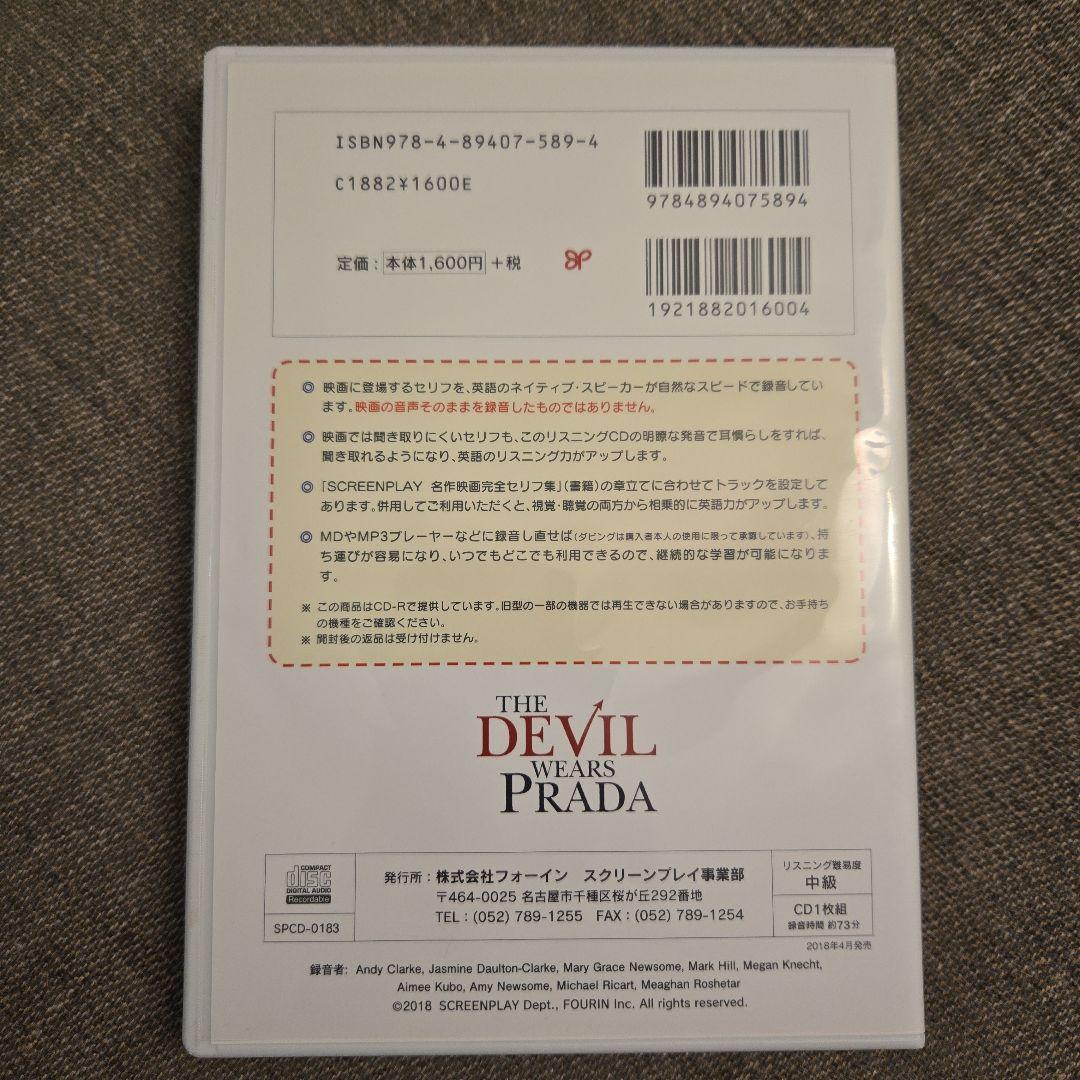 ISBN978-4-89407-589-4
C1882¥1600E
9784894075894
定価：本体1,600円＋税
1921882016004
◎ 映画に登場するセリフを、英語のネイティブ・スピーカーが自然なスピードで録音してい
ます。映画の音声そのままを録音したものではありません。
◎ 映画では聞き取りにくいセリフも、このリスニングCDの明瞭な発音で耳慣らしをすれば、
聞き取れるようになり、英語のリスニング力がアップします。
◎ 「SCREENPLAY 名作映画完全セリフ集」（書籍）の章立てに合わせてトラックを設定して
あります。併用してご利用いただくと、視覚・聴覚の両方から相乗的に英語力がアップします。
◎ MDやMP3プレーヤーなどに録音し直せば（ダビングは購入者本人の使用に限って承認しています）、持
ち運びが容易になり、いつでもどこでも利用できるので、継続的な学習が可能になりま
す。
※ この商品はCD-Rで提供しています。旧型の一部の機器では再生できない場合がありますので、お手持ち
の機種をご確認ください。
※ 開封後の返品は受け付けません。
THE
DEVIL
WEARS
PRADA
COMPACT
disc
DIGITAL AUDIO
Recordable
SPCD-0183
発行所：株式会社フォーイン　スクリーンプレイ事業部
〒464-0025 名古屋市千種区桜が丘292番地
TEL：(052) 789-1255　FAX：(052) 789-1254
リスニング難易度
中級
CD1枚組
録音時間 約73分
2018年4月発売
録音者: Andy Clarke, Jasmine Daulton-Clarke, Mary Grace Newsome, Mark Hill, Megan Knecht,
Aimee Kubo, Amy Newsome, Michael Ricart, Meaghan Roshetar
©2018 SCREENPLAY Dept., FOURIN Inc. All rights reserved.